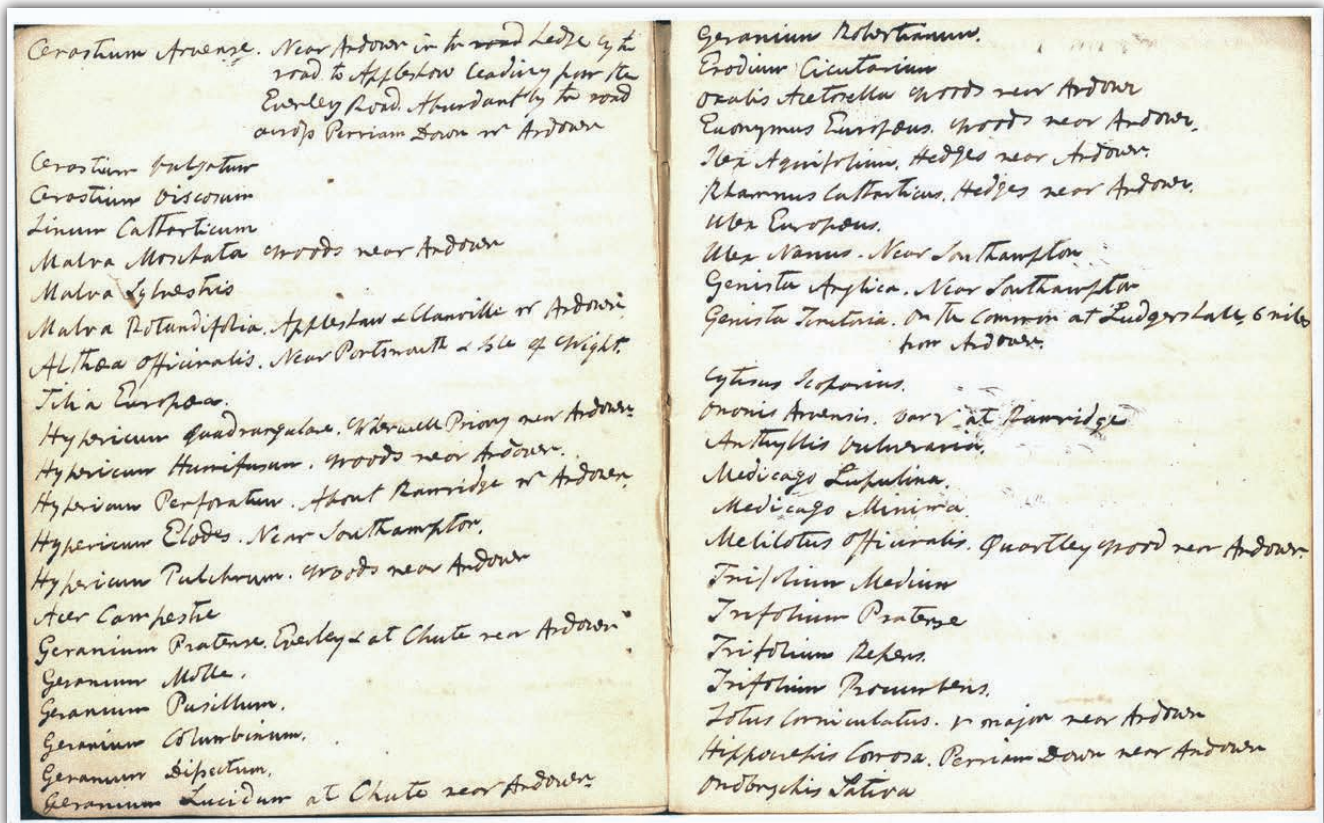 Cerastium Arvense. Near Andover in the road Ledge by the
road to Appleshaw leading from the
Everley Road. Abundant by the road
across Perriam Down nr Andover
Cerastium Vulgatum
Cerastium Viscosum
Linum Catharticum
Malva Moschata Woods near Andover
Malva Sylvestris
Malva Rotundifolia. Appleshaw & Clanville nr Andover
Althæa Officinalis. Near Portsmouth & Isle of Wight.
Tilia Europæa.
Hypericum Quadrangulare. Wherwell Priory near Andover
Hypericum Humifusum. Woods near Andover.
Hypericum Perforatum. About Ramridge nr Andover
Hypericum Elodes. Near Southampton.
Hypericum Pulchrum. Woods near Andover
Acer Campestre
Geranium Pratense. Everley & at Chute near Andover
Geranium Molle.
Geranium Pusillum.
Geranium Columbinum.
Geranium Dissectum.
Geranium Lucidum at Chute near Andover
Geranium Robertianum.
Erodium Cicutarium
Oxalis Acetosella Woods near Andover
Euonymus Europæus. Woods near Andover.
Ilex Aquifolium. Hedges near Andover.
Rhamnus Catharticus. Hedges near Andover.
Ulex Europæus.
Ulex Nanus. Near Southampton
Genista Anglica. Near Southampton
Genista Tinctoria. On the Common at Ludgershall, 6 miles
from Andover.
Cytisus Scoparius.
Ononis Arvensis. var γ at Ramridge
Anthyllis Vulneraria.
Medicago Lupulina.
Medicago Minima.
Melilotus Officinalis. Quartley Wood near Andover.
Trifolium Medium
Trifolium Pratense
Trifolium Repens.
Trifolium Procumbens.
Lotus Corniculatus. γ major near Andover
Hippocrepis Comosa. Perriam Down near Andover
Onobrychis Sativa